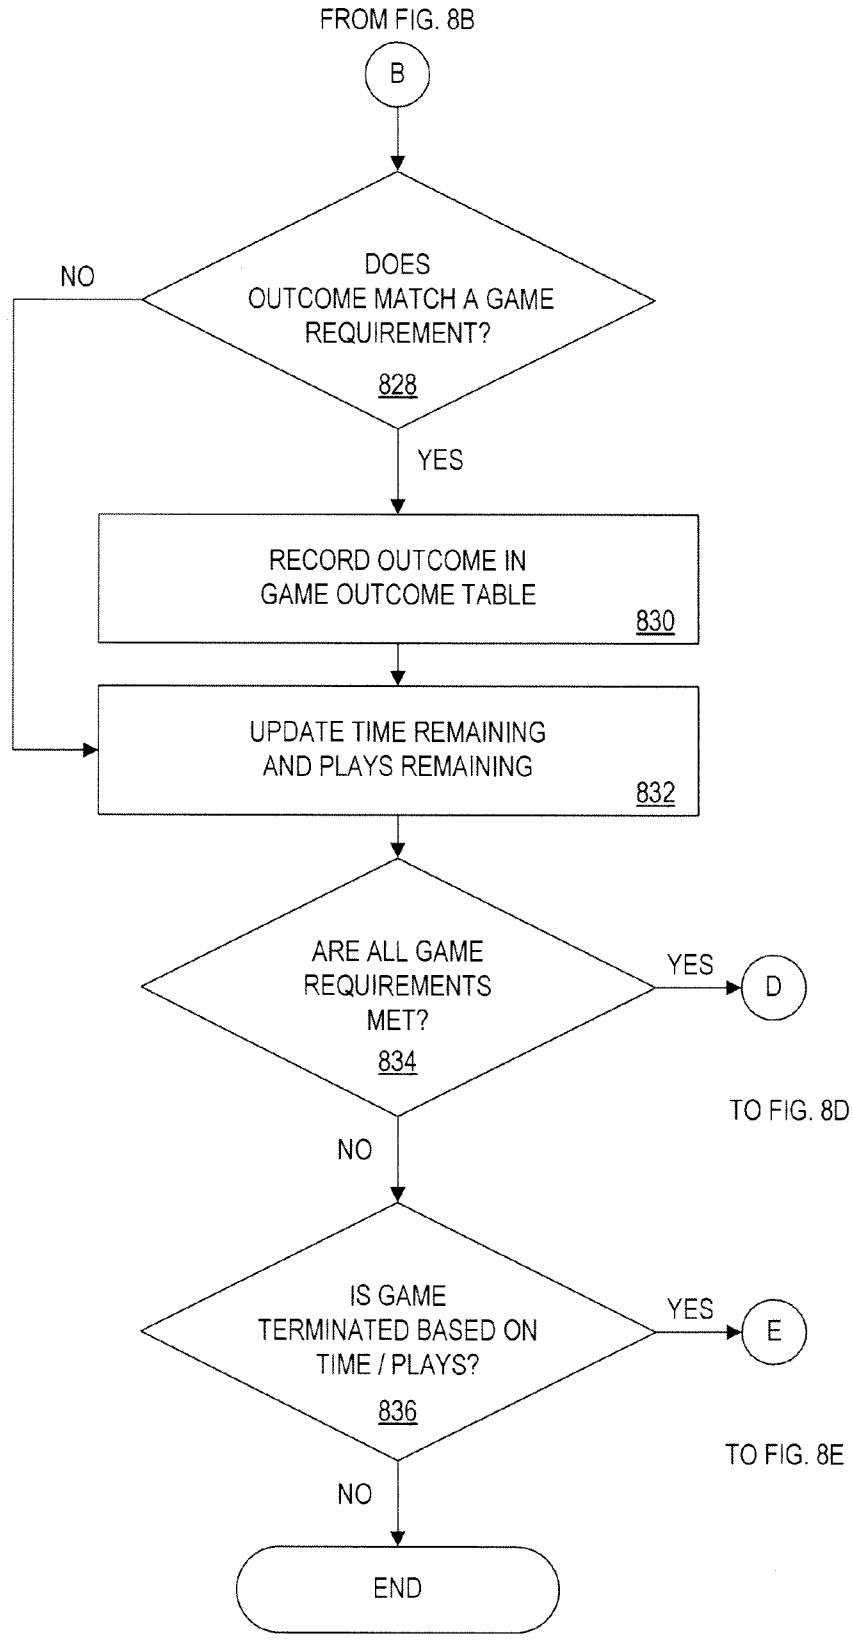 FROM FIG. 8B
B
DOES
OUTCOME MATCH A GAME
REQUIREMENT?
828
NO
YES
RECORD OUTCOME IN
GAME OUTCOME TABLE
830
UPDATE TIME REMAINING
AND PLAYS REMAINING
832
ARE ALL GAME
REQUIREMENTS
MET?
834
YES
D
TO FIG. 8D
NO
IS GAME
TERMINATED BASED ON
TIME / PLAYS?
836
YES
E
TO FIG. 8E
NO
END